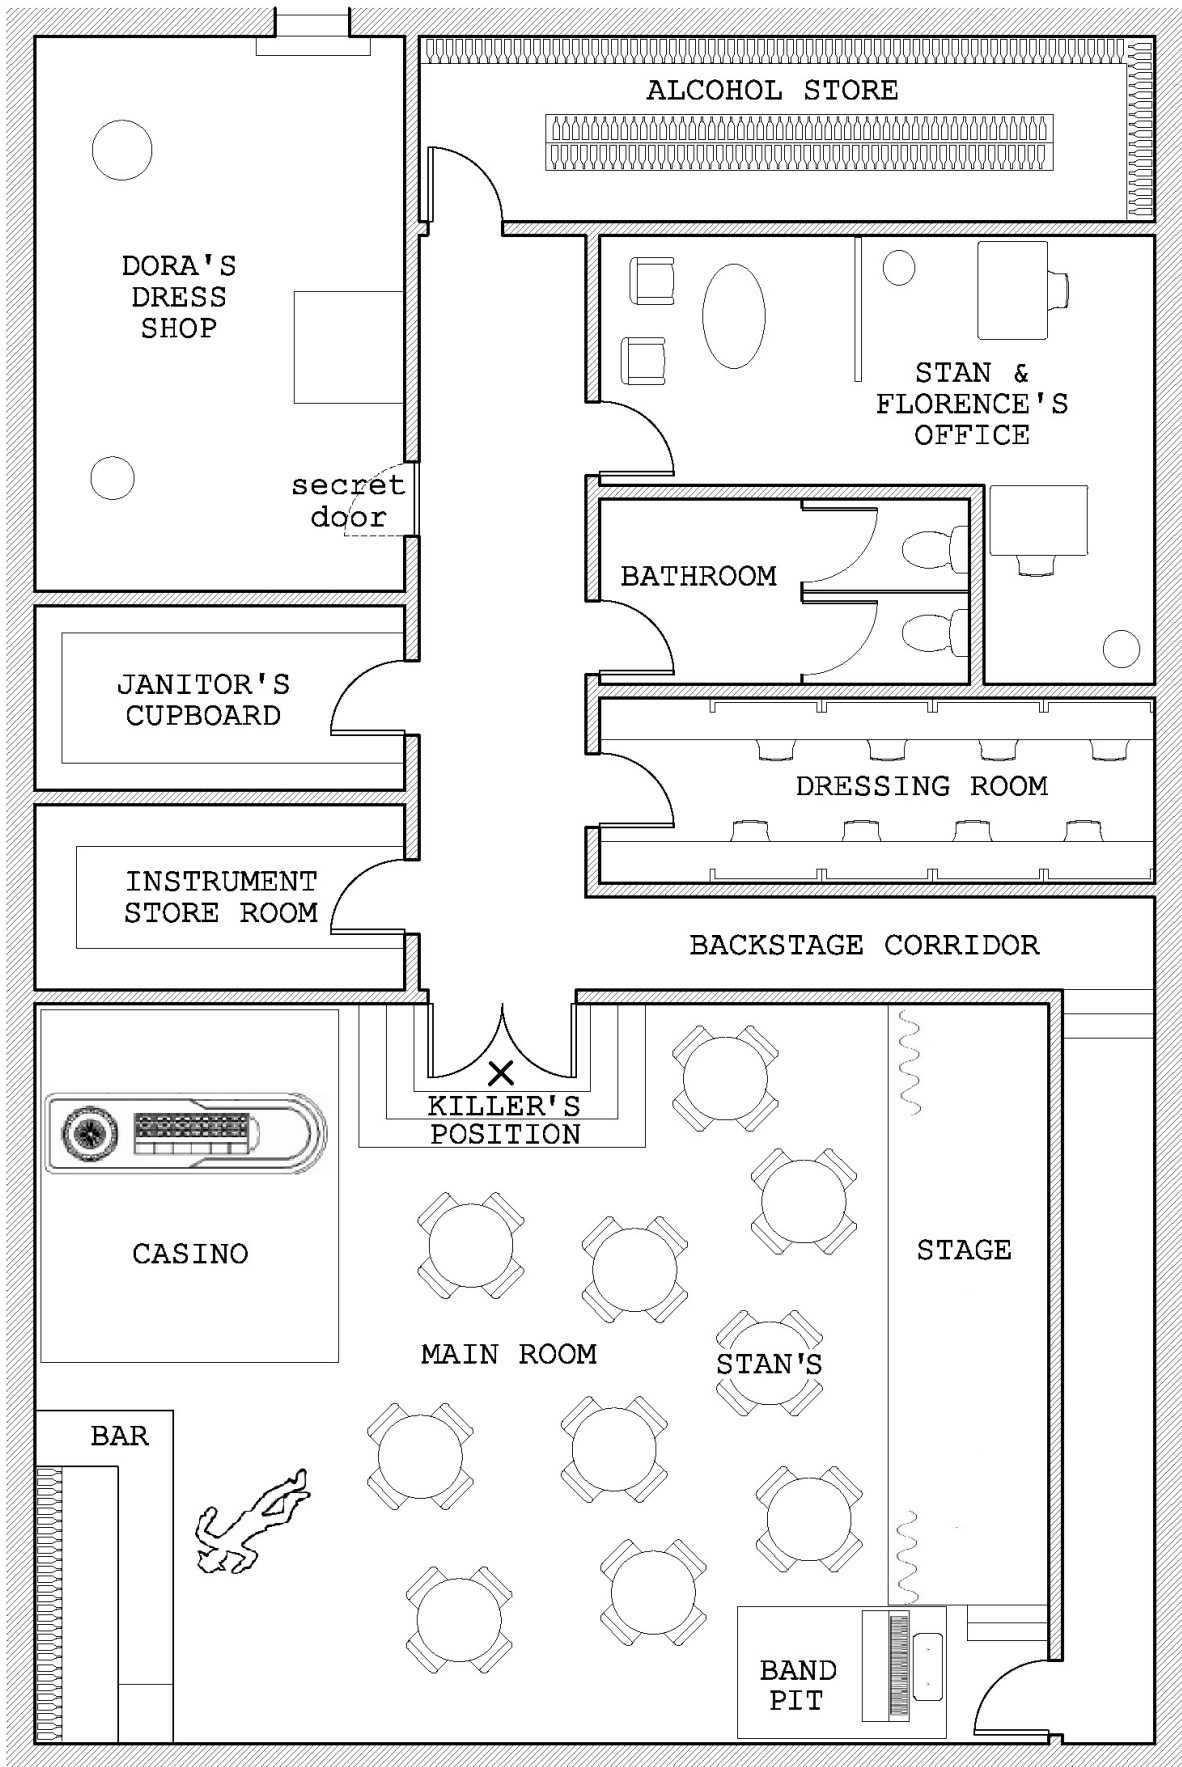 ALCOHOL STORE
DORA'S
DRESS
SHOP
STAN &
FLORENCE'S
OFFICE
secret
door
BATHROOM
JANITOR'S
CUPBOARD
DRESSING ROOM
INSTRUMENT
STORE ROOM
BACKSTAGE CORRIDOR
KILLER'S
POSITION
CASINO
STAGE
MAIN ROOM
STAN'S
BAR
BAND
PIT